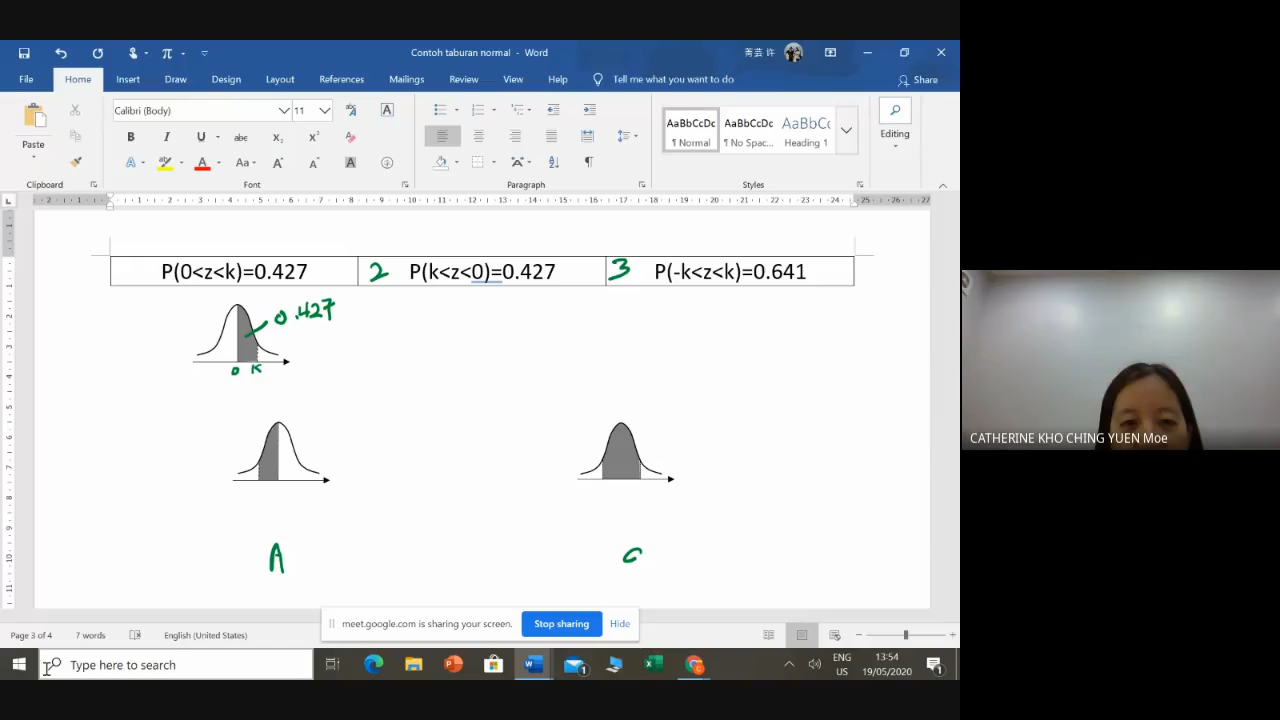 Contoh taburan normal - Word
菁芸 许
File Home Insert Draw Design Layout References Mailings Review View Help Tell me what you want to do Share
Calibri (Body) 11
Paste
Clipboard Font Paragraph Styles
AaBbCcDc AaBbCcDc AaBbCc
¶ Normal ¶ No Spac... Heading 1
Editing
P(0<z<k)=0.427 2 P(k<z<0)=0.427 3 P(-k<z<k)=0.641
0.427
0 k
A C
CATHERINE KHO CHING YUEN Moe
meet.google.com is sharing your screen. Stop sharing Hide
Page 3 of 4 7 words English (United States)
Type here to search
ENG
US
13:54
19/05/2020